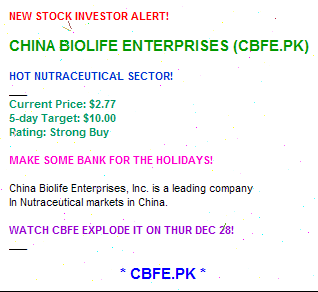 NEW STOCK INVESTOR ALERT!
CHINA BIOLIFE ENTERPRISES (CBFE.PK)
HOT NUTRACEUTICAL SECTOR!
Current Price: $2.77
5-day Target: $10.00
Rating: Strong Buy
MAKE SOME BANK FOR THE HOLIDAYS!
China Biolife Enterprises, Inc. is a leading company
In Nutraceutical markets in China.
WATCH CBFE EXPLODE IT ON THUR DEC 28!
* CBFE.PK *